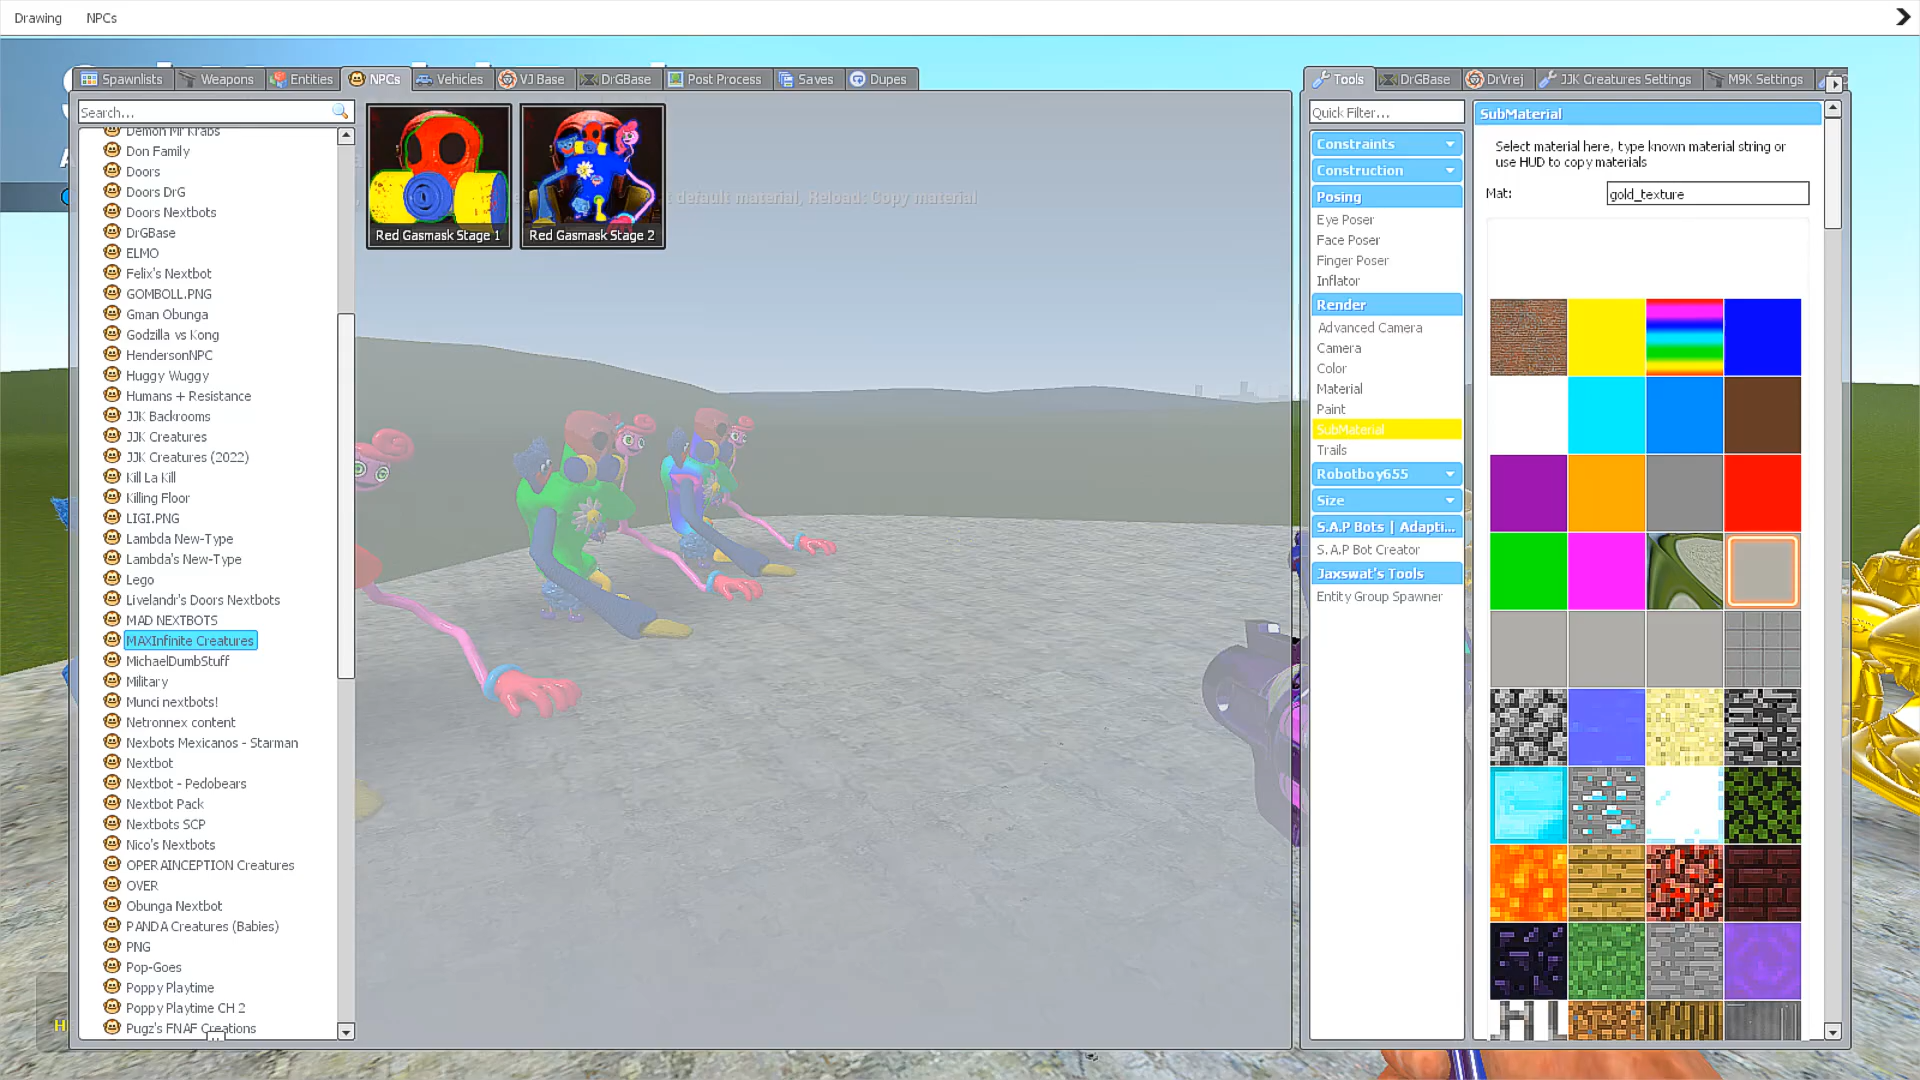 Drawing NPCs
Spawnlists Weapons Entities NPCs Vehicles VJ Base DrGBase Post Process Saves Dupes
Search...
Demon Mr Krabs
Don Family
Doors
Doors DrG
Doors Nextbots
DrGBase
ELMO
Felix's Nextbot
GOMBOLL.PNG
Gman Obunga
Godzilla vs Kong
HendersonNPC
Huggy Wuggy
Humans + Resistance
JJK Backrooms
JJK Creatures
JJK Creatures (2022)
Kill La Kill
Killing Floor
LIGI.PNG
Lambda New-Type
Lambda's New-Type
Lego
Livelandr's Doors Nextbots
MAD NEXTBOTS
MAXInfinite Creatures
MichaelDumbStuff
Military
Munci nextbots!
Netronnex content
Nexbots Mexicanos - Starman
Nextbot
Nextbot - Pedobears
Nextbot Pack
Nextbots SCP
Nico's Nextbots
OPERAINCEPTION Creatures
OVER
Obunga Nextbot
PANDA Creatures (Babies)
PNG
Pop-Goes
Poppy Playtime
Poppy Playtime CH 2
Pugz's FNAF Creations
Red Gasmask Stage 1
Red Gasmask Stage 2
t default material, Reload: Copy material
Tools DrGBase DrVrej JJK Creatures Settings M9K Settings
Quick Filter...
Constraints
Construction
Posing
Eye Poser
Face Poser
Finger Poser
Inflator
Render
Advanced Camera
Camera
Color
Material
Paint
SubMaterial
Trails
Robotboy655
Size
S.A.P Bots | Adapti...
S.A.P Bot Creator
Jaxswat's Tools
Entity Group Spawner
SubMaterial
Select material here, type known material string or
use HUD to copy materials
Mat: gold_texture